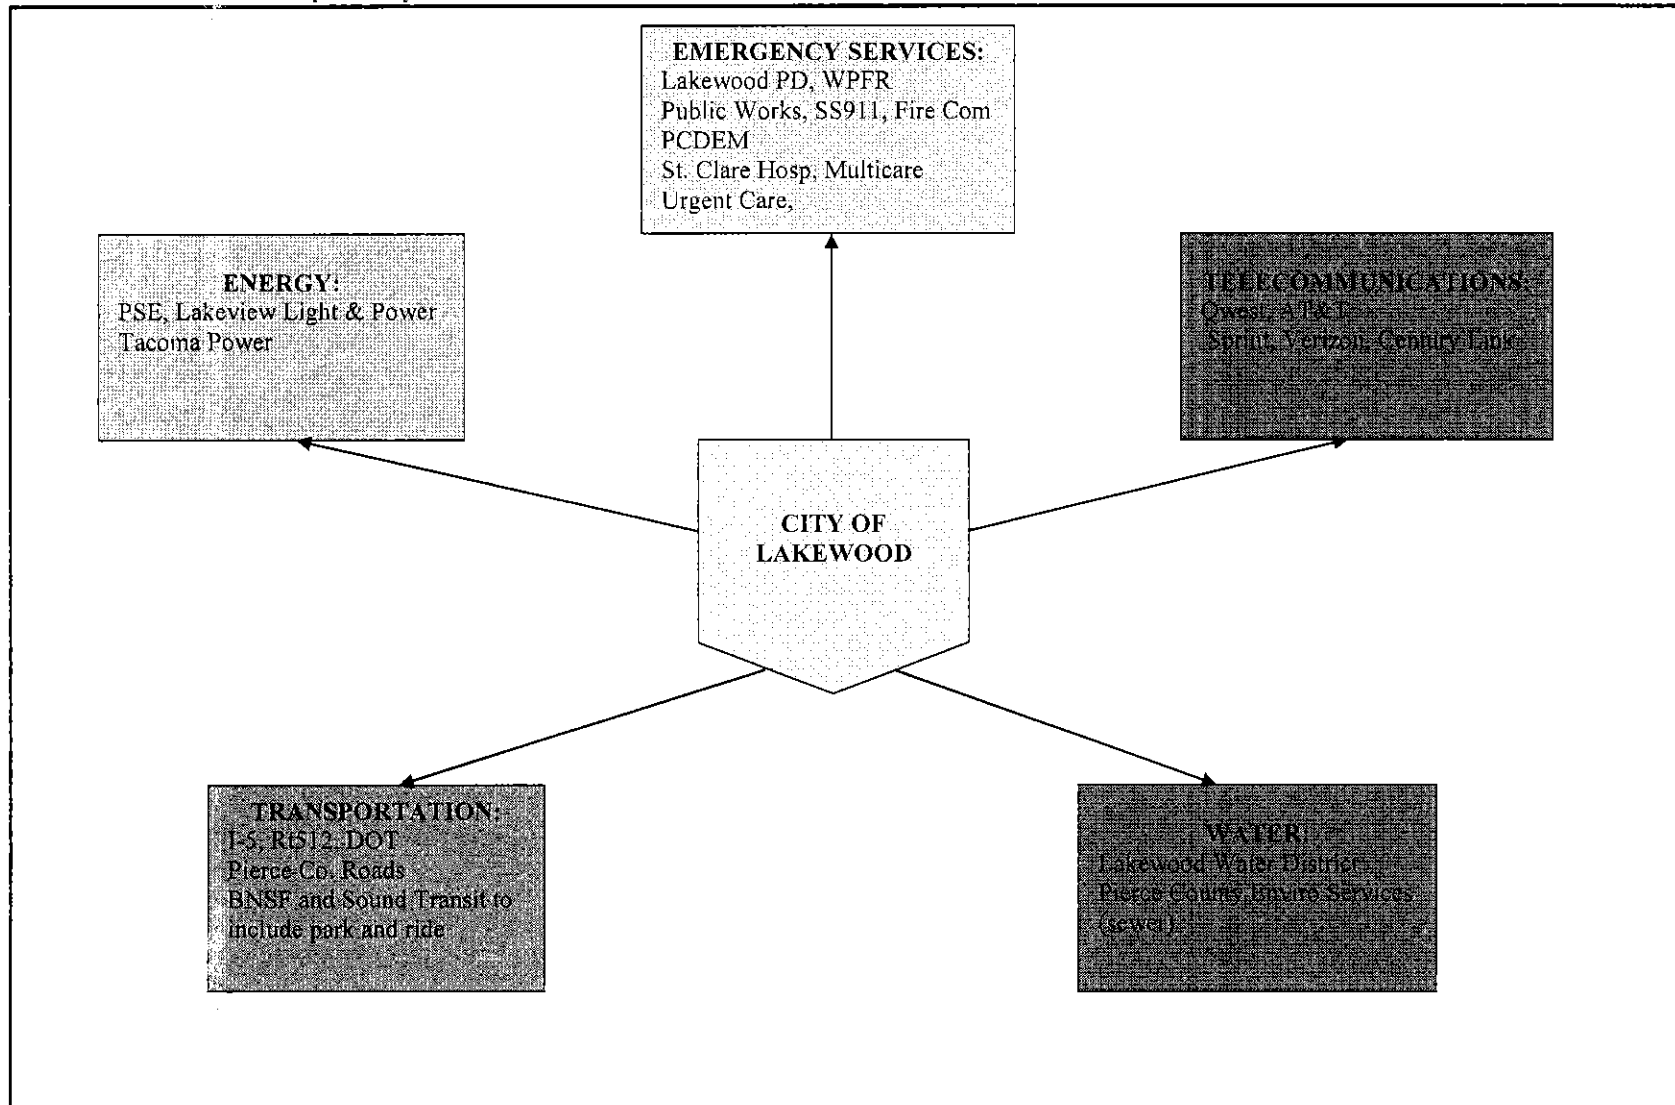 EMERGENCY SERVICES:
Lakewood PD, WPFR
Public Works, SS911, Fire Com
PCDEM
St. Clare Hosp, Multicare
Urgent Care,
ENERGY:
PSE, Lakeview Light & Power
Tacoma Power
TELECOMMUNICATIONS:
Qwest, AT&T
Sprint, Verizon, Century Link
CITY OF
LAKEWOOD
TRANSPORTATION:
I-5, Rt512, DOT
Pierce Co. Roads
BNSF and Sound Transit to
include park and ride
WATER:
Lakewood Water District
Pierce County Enviro Services
(sewer)